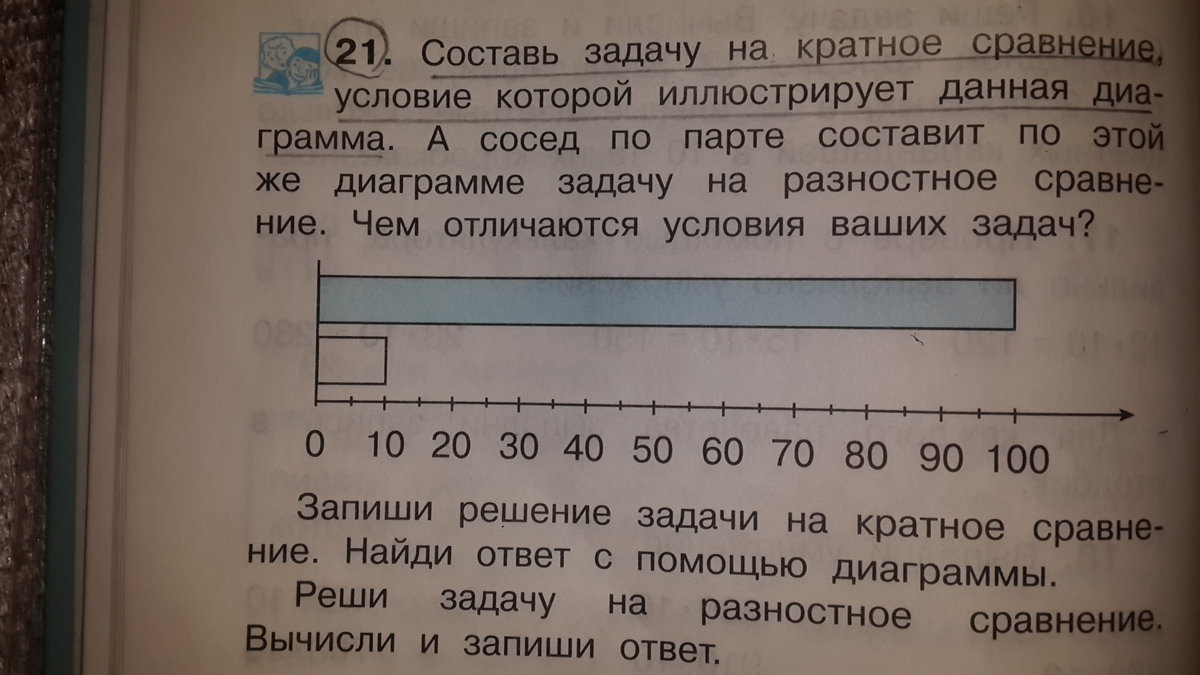 21. Составь задачу на кратное сравнение,
условие которой иллюстрирует данная диа-
грамма. А сосед по парте составит по этой
же диаграмме задачу на разностное сравне-
ние. Чем отличаются условия ваших задач?
0 10 20 30 40 50 60 70 80 90 100
Запиши решение задачи на кратное сравне-
ние. Найди ответ с помощью диаграммы.
Реши задачу на разностное сравнение.
Вычисли и запиши ответ.